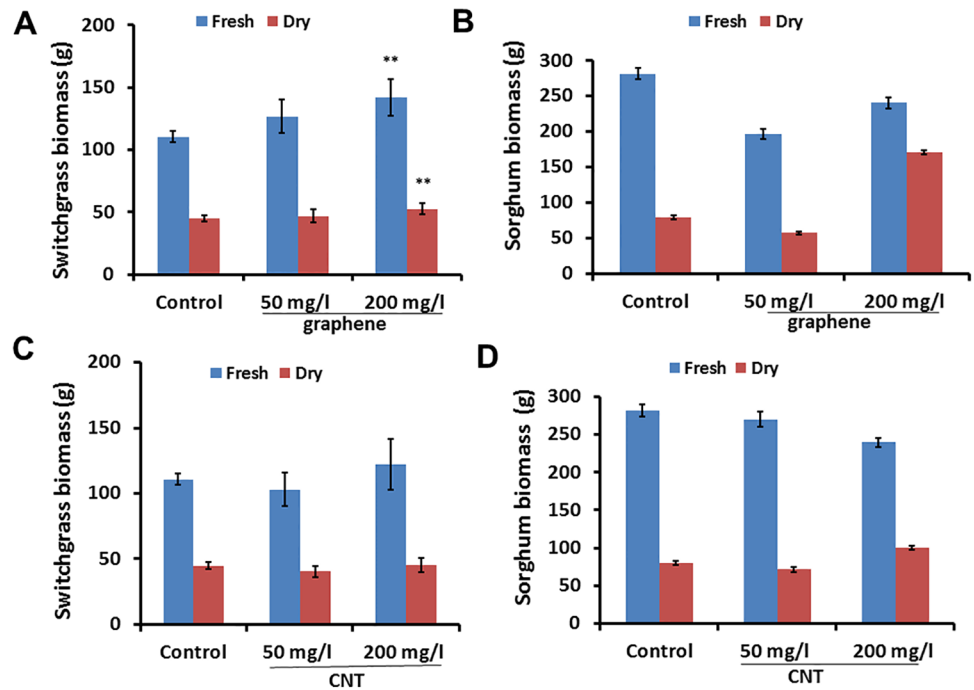 A
Fresh Dry
Switchgrass biomass (g)
200
150
100
50
0
**
**
Control 50 mg/l 200 mg/l
graphene
B
Fresh Dry
Sorghum biomass (g)
300
250
200
150
100
50
0
Control 50 mg/l 200 mg/l
graphene
C
Fresh Dry
Switchgrass biomass (g)
200
150
100
50
0
Control 50 mg/l 200 mg/l
CNT
D
Fresh Dry
Sorghum biomass (g)
300
250
200
150
100
50
0
Control 50 mg/l 200 mg/l
CNT